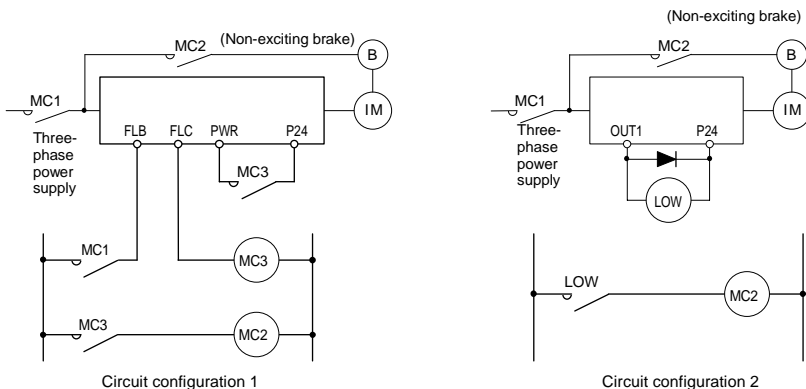 (Non-exciting brake)
MC2
B
MC1
IM
Three-
phase
power
supply
FLB FLC PWR P24
MC3
MC1
MC3
MC3
MC2
Circuit configuration 1
(Non-exciting brake)
MC2
B
MC1
IM
Three-
phase
power
supply
OUT1 P24
LOW
LOW
MC2
Circuit configuration 2